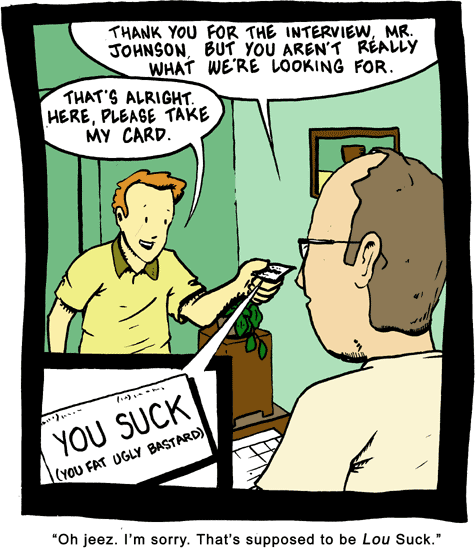 THANK YOU FOR THE INTERVIEW, MR.
JOHNSON, BUT YOU AREN'T REALLY
WHAT WE'RE LOOKING FOR.
THAT'S ALRIGHT.
HERE, PLEASE TAKE
MY CARD.
YOU SUCK
(YOU FAT UGLY BASTARD)
"Oh jeez. I'm sorry. That's supposed to be Lou Suck."